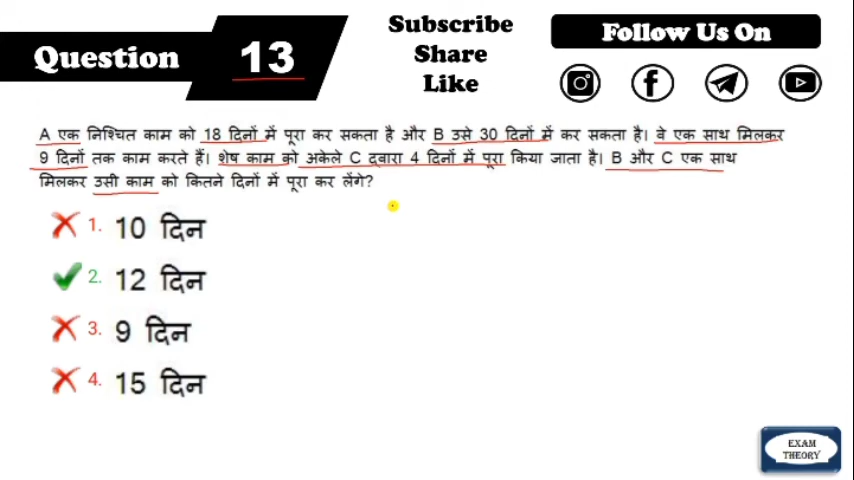 Question
13
Subscribe
Share
Like
Follow Us On
A एक निश्चित काम को 18 दिनों में पूरा कर सकता है और B उसे 30 दिनों में कर सकता है। वे एक साथ मिलकर
9 दिनों तक काम करते हैं। शेष काम को अकेले C द्वारा 4 दिनों में पूरा किया जाता है। B और C एक साथ
मिलकर उसी काम को कितने दिनों में पूरा कर लेंगे?
1. 10 दिन
2. 12 दिन
3. 9 दिन
4. 15 दिन
EXAM
THEORY